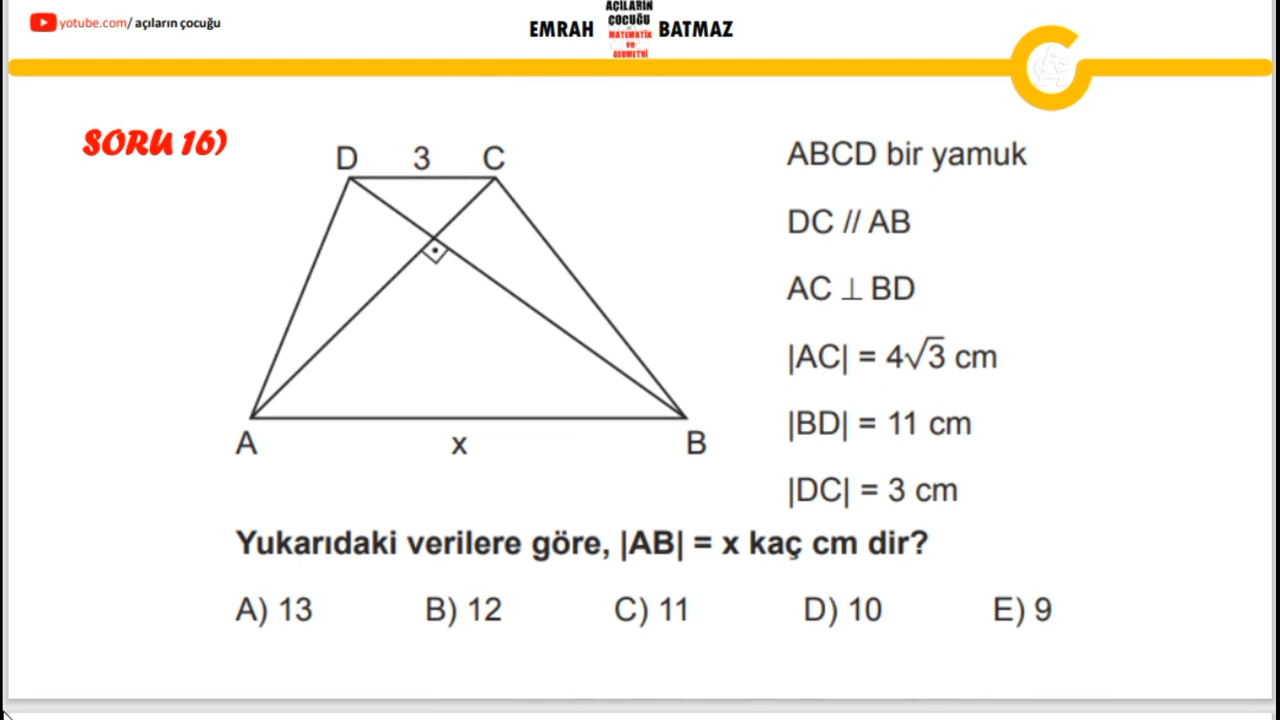 yotube.com/ açıların çocuğu
EMRAH AÇILARIN ÇOCUĞU MATEMATİK ve GEOMETRİ BATMAZ
SORU 16)
D 3 C
A x B
ABCD bir yamuk
DC // AB
AC ⊥ BD
|AC| = 4√3 cm
|BD| = 11 cm
|DC| = 3 cm
Yukarıdaki verilere göre, |AB| = x kaç cm dir?
A) 13 B) 12 C) 11 D) 10 E) 9